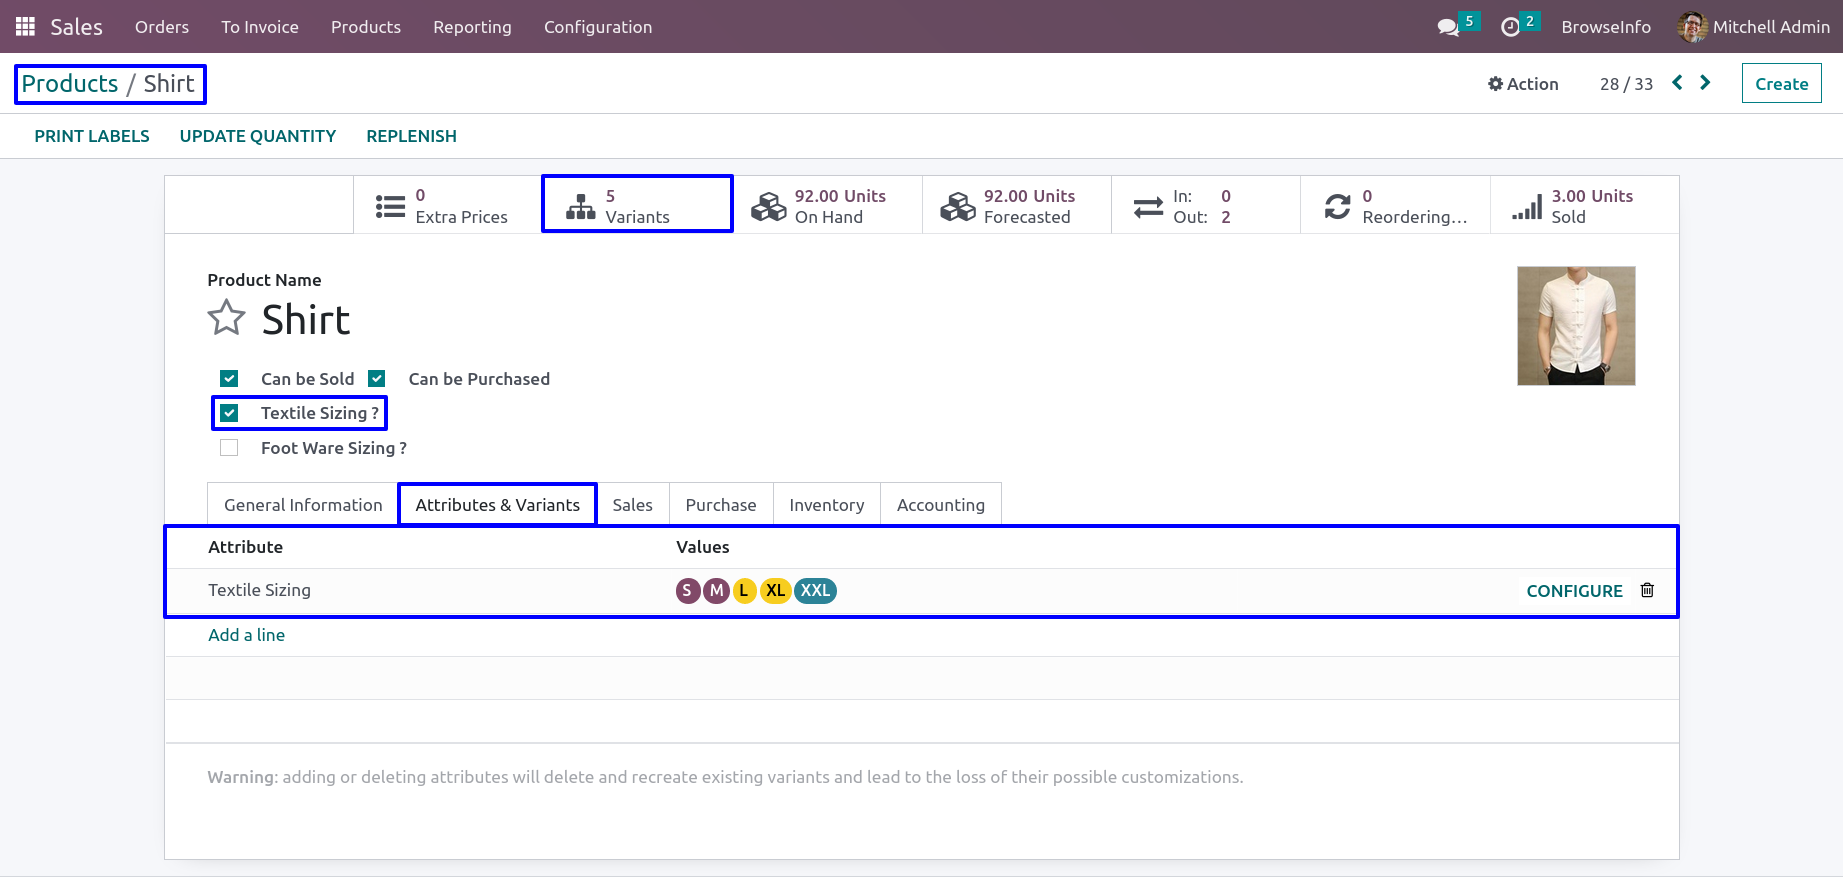 Sales Orders To Invoice Products Reporting Configuration 5 2 BrowseInfo Mitchell Admin
Products / Shirt Action 28 / 33 Create
PRINT LABELS UPDATE QUANTITY REPLENISH
0 Extra Prices
5 Variants
92.00 Units On Hand
92.00 Units Forecasted
In: 0
Out: 2
0 Reordering...
3.00 Units Sold
Product Name
Shirt
Can be Sold Can be Purchased
Textile Sizing ?
Foot Ware Sizing ?
General Information Attributes & Variants Sales Purchase Inventory Accounting
Attribute Values
Textile Sizing S M L XL XXL CONFIGURE
Add a line
Warning: adding or deleting attributes will delete and recreate existing variants and lead to the loss of their possible customizations.